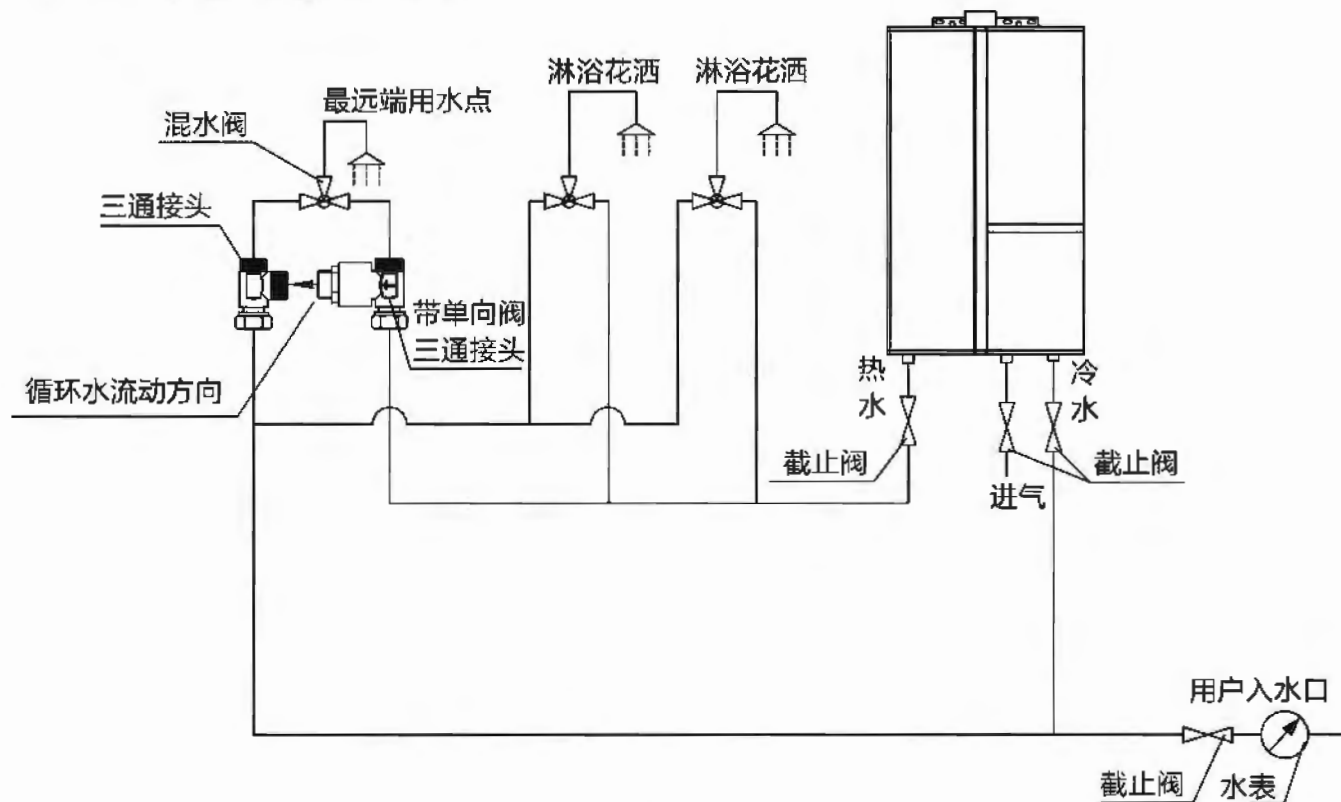 淋浴花洒
淋浴花洒
最远端用水点
混水阀
三通接头
带单向阀
三通接头
循环水流动方向
热水
冷水
截止阀
截止阀
进气
用户入水口
截止阀
水表